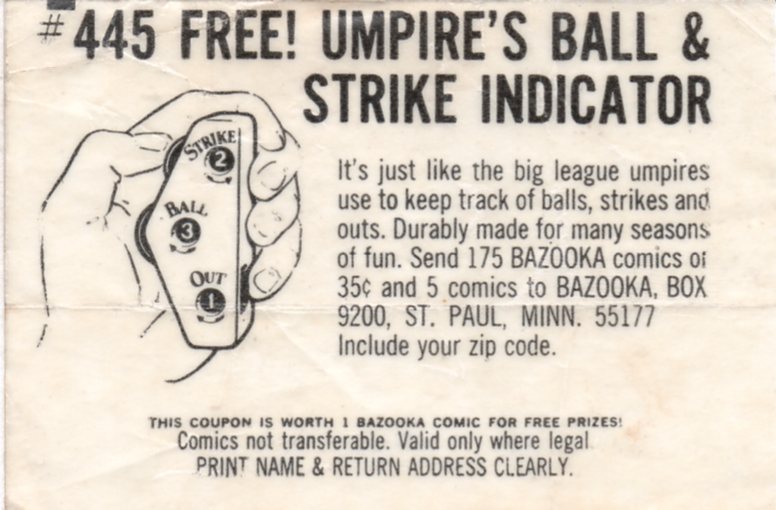 #445 FREE! UMPIRE'S BALL &
STRIKE INDICATOR
STRIKE
2
BALL
3
OUT
1
It's just like the big league umpires
use to keep track of balls, strikes and
outs. Durably made for many seasons
of fun. Send 175 BAZOOKA comics or
35¢ and 5 comics to BAZOOKA, BOX
9200, ST. PAUL, MINN. 55177
Include your zip code.
THIS COUPON IS WORTH 1 BAZOOKA COMIC FOR FREE PRIZES!
Comics not transferable. Valid only where legal.
PRINT NAME & RETURN ADDRESS CLEARLY.